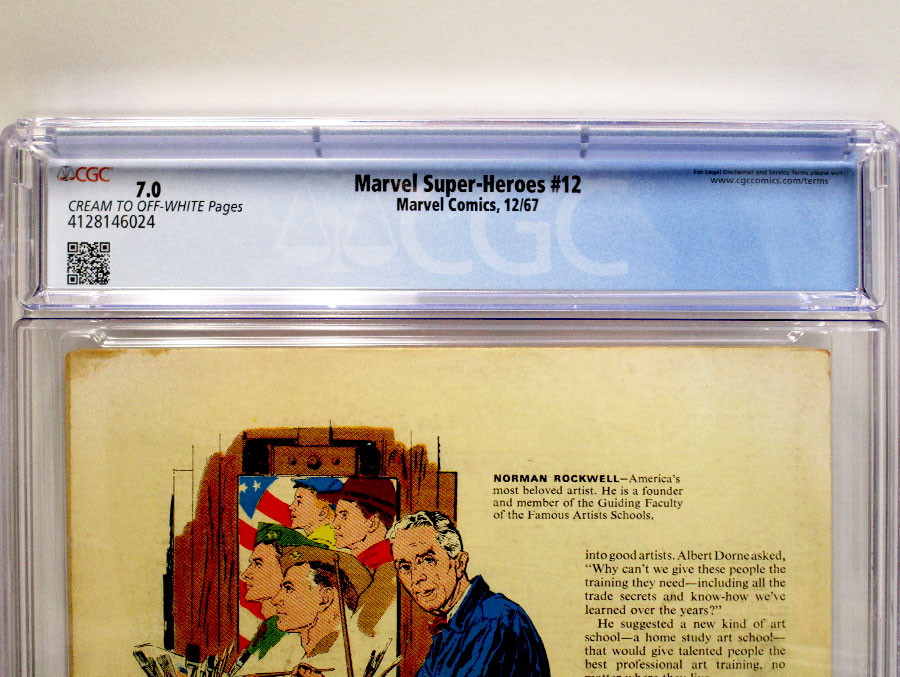 CGC
7.0
CREAM TO OFF-WHITE Pages
4128146024
Marvel Super-Heroes #12
Marvel Comics, 12/67
For Legal Disclaimer and Service Terms please visit:
www.cgccomics.com/terms
CGC
NORMAN ROCKWELL—America's
most beloved artist. He is a founder
and member of the Guiding Faculty
of the Famous Artists Schools.
into good artists. Albert Dorne asked,
"Why can't we give these people the
training they need—including all the
trade secrets and know-how we've
learned over the years?"
He suggested a new kind of art
school—a home study art school—
that would give talented people the
best professional art training, no
matter where they live.